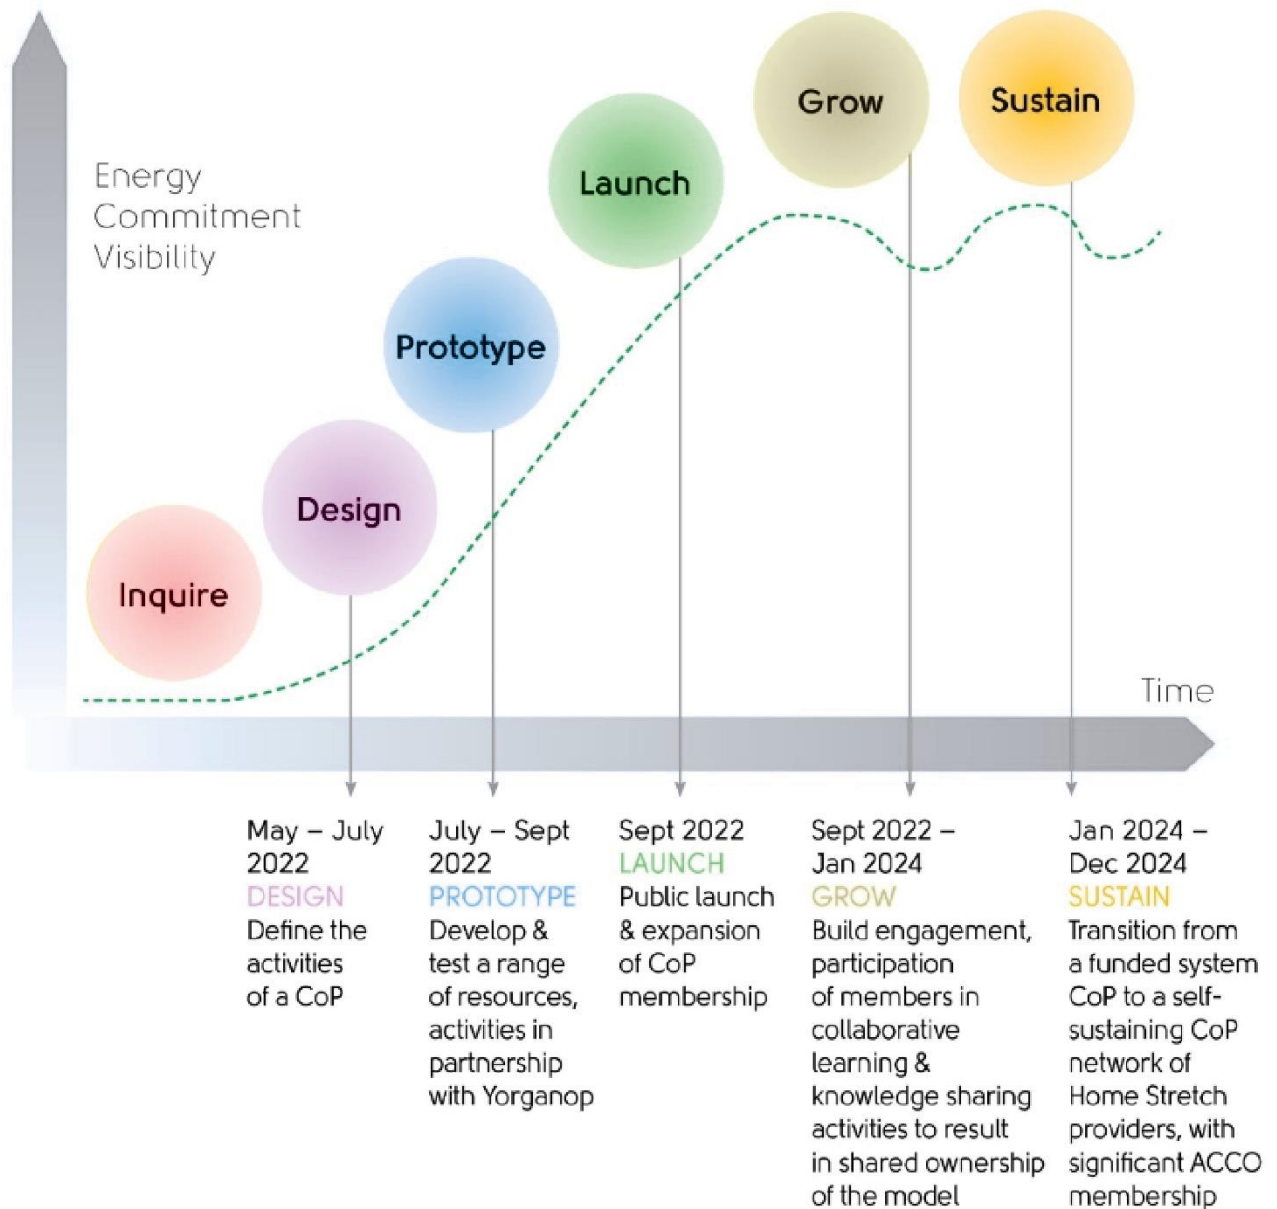 Energy
Commitment
Visibility
Inquire
Design
Prototype
Launch
Grow
Sustain
Time
May – July
2022
DESIGN
Define the
activities
of a CoP
July – Sept
2022
PROTOTYPE
Develop &
test a range
of resources,
activities in
partnership
with Yorganop
Sept 2022
LAUNCH
Public launch
& expansion
of CoP
membership
Sept 2022 –
Jan 2024
GROW
Build engagement,
participation
of members in
collaborative
learning &
knowledge sharing
activities to result
in shared ownership
of the model
Jan 2024 –
Dec 2024
SUSTAIN
Transition from
a funded system
CoP to a self-
sustaining CoP
network of
Home Stretch
providers, with
significant ACCO
membership